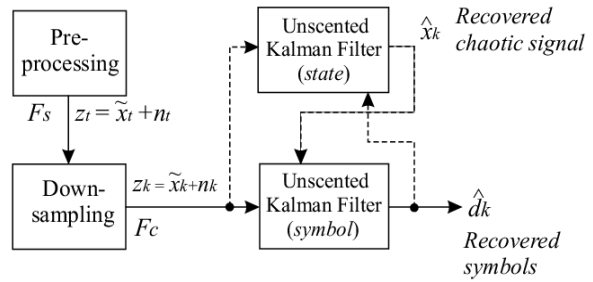 Pre-
processing
Fs zt = x̃t + nt
Down-
sampling
zk = x̃k+nk
Fc
Unscented
Kalman Filter
(state)
x̂k
Recovered
chaotic signal
Unscented
Kalman Filter
(symbol)
d̂k
Recovered
symbols